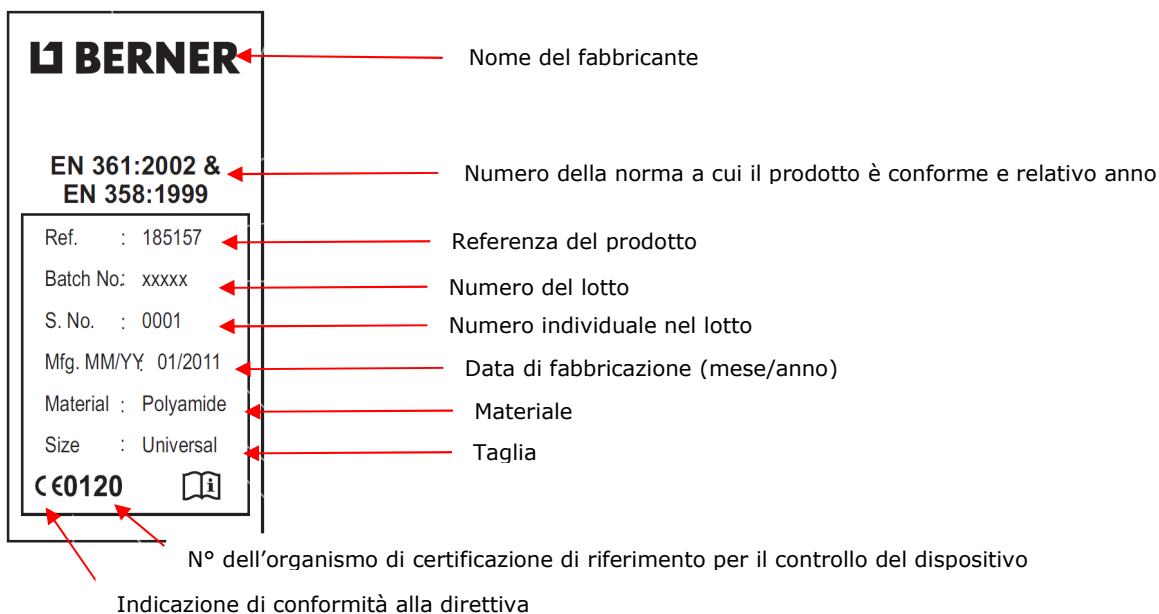 BERNER Nome del fabbricante
EN 361:2002 &
EN 358:1999 Numero della norma a cui il prodotto è conforme e relativo anno
Ref. : 185157 Referenza del prodotto
Batch No.: xxxxx Numero del lotto
S. No. : 0001 Numero individuale nel lotto
Mfg. MM/YY: 01/2011 Data di fabbricazione (mese/anno)
Material : Polyamide Materiale
Size : Universal Taglia
CE0120 i
N° dell’organismo di certificazione di riferimento per il controllo del dispositivo
Indicazione di conformità alla direttiva